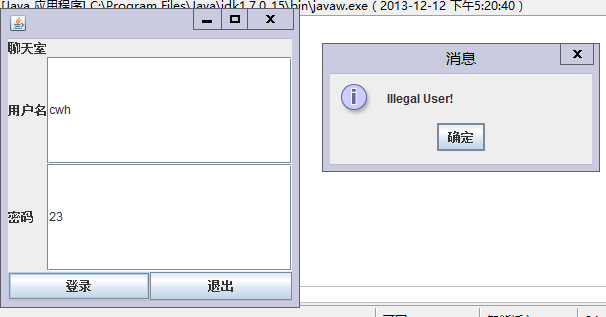 [Java 应用程序] C:\Program Files\Java\jdk1.7.0_15\bin\javaw.exe ( 2013-12-12 下午5:20:40 )
聊天室
用户名 cwh
密码 23
登录 退出
消息
Illegal User!
确定